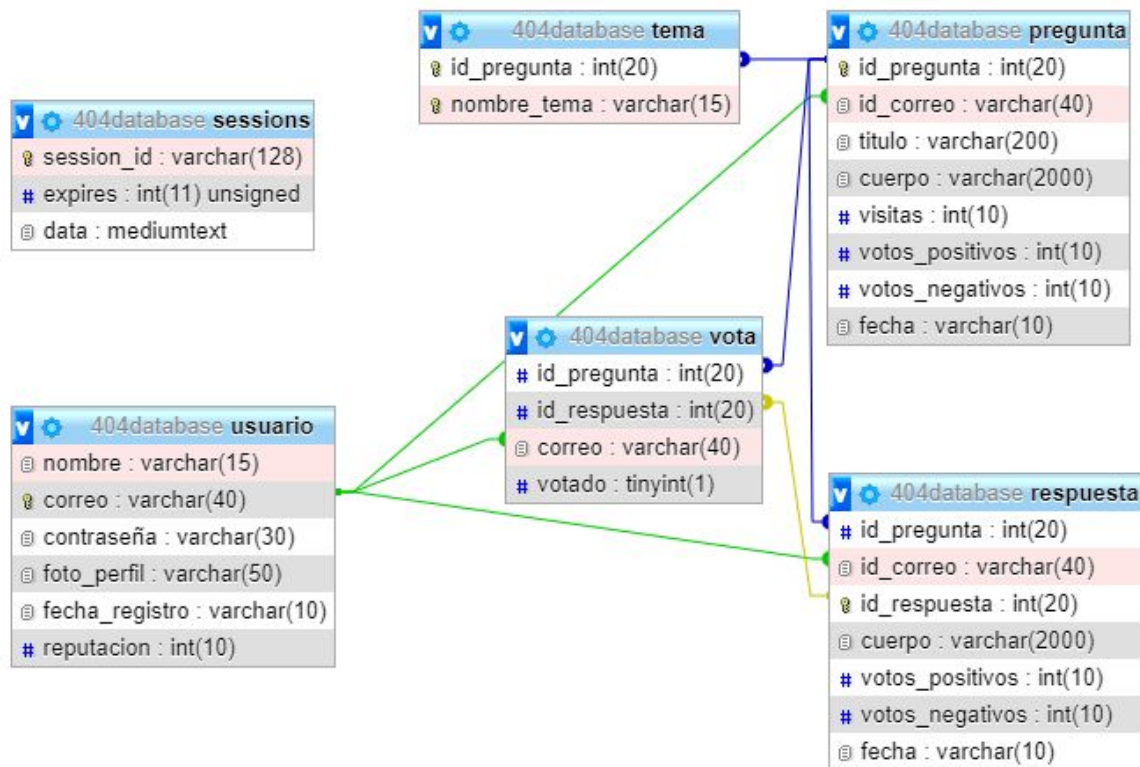 404database tema
id_pregunta : int(20)
nombre_tema : varchar(15)
404database pregunta
id_pregunta : int(20)
id_correo : varchar(40)
titulo : varchar(200)
cuerpo : varchar(2000)
visitas : int(10)
votos_positivos : int(10)
votos_negativos : int(10)
fecha : varchar(10)
404database sessions
session_id : varchar(128)
expires : int(11) unsigned
data : mediumtext
404database vota
id_pregunta : int(20)
id_respuesta : int(20)
correo : varchar(40)
votado : tinyint(1)
404database usuario
nombre : varchar(15)
correo : varchar(40)
contraseña : varchar(30)
foto_perfil : varchar(50)
fecha_registro : varchar(10)
reputacion : int(10)
404database respuesta
id_pregunta : int(20)
id_correo : varchar(40)
id_respuesta : int(20)
cuerpo : varchar(2000)
votos_positivos : int(10)
votos_negativos : int(10)
fecha : varchar(10)